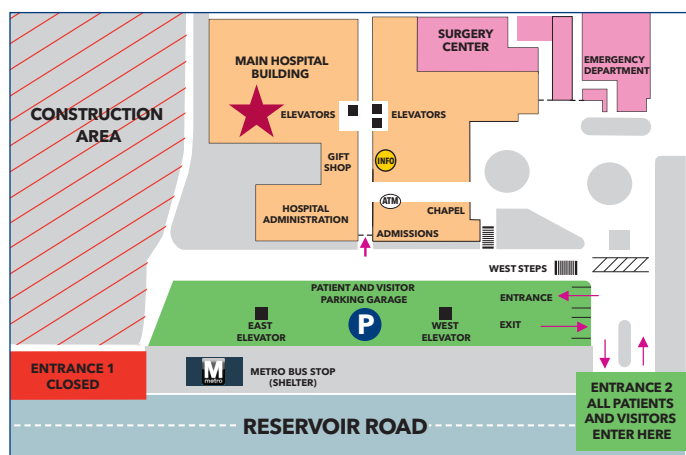 SURGERY
CENTER
MAIN HOSPITAL
BUILDING
EMERGENCY
DEPARTMENT
CONSTRUCTION
AREA
ELEVATORS
ELEVATORS
GIFT
SHOP
INFO
ATM
HOSPITAL
ADMINISTRATION
CHAPEL
ADMISSIONS
WEST STEPS
PATIENT AND VISITOR
PARKING GARAGE
ENTRANCE
EAST
ELEVATOR
P
WEST
ELEVATOR
EXIT
ENTRANCE 1
CLOSED
M
metro
METRO BUS STOP
(SHELTER)
ENTRANCE 2
ALL PATIENTS
AND VISITORS
ENTER HERE
RESERVOIR ROAD